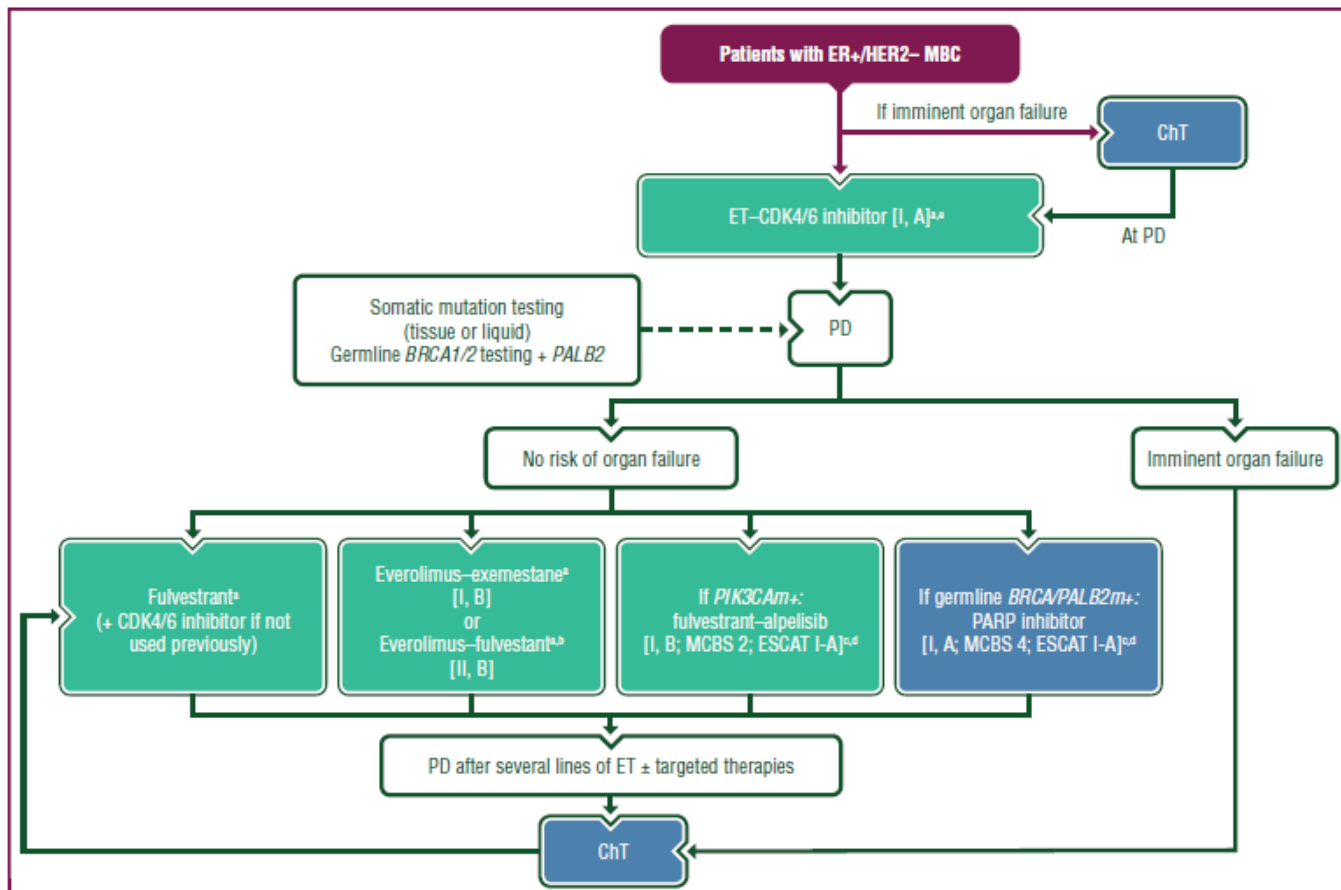 Patients with ER+/HER2– MBC
If imminent organ failure
ChT
ET–CDK4/6 inhibitor [I, A]ᵃ,ᵉ
At PD
Somatic mutation testing
(tissue or liquid)
Germline BRCA1/2 testing + PALB2
PD
No risk of organ failure
Imminent organ failure
Fulvestrantᵃ
(+ CDK4/6 inhibitor if not
used previously)
Everolimus–exemestaneᵃ
[I, B]
or
Everolimus–fulvestantᵃ,ᵇ
[II, B]
If PIK3CAm+:
fulvestrant–alpelisib
[I, B; MCBS 2; ESCAT I-A]ᶜ,ᵈ
If germline BRCA/PALB2m+:
PARP inhibitor
[I, A; MCBS 4; ESCAT I-A]ᶜ,ᵈ
PD after several lines of ET ± targeted therapies
ChT